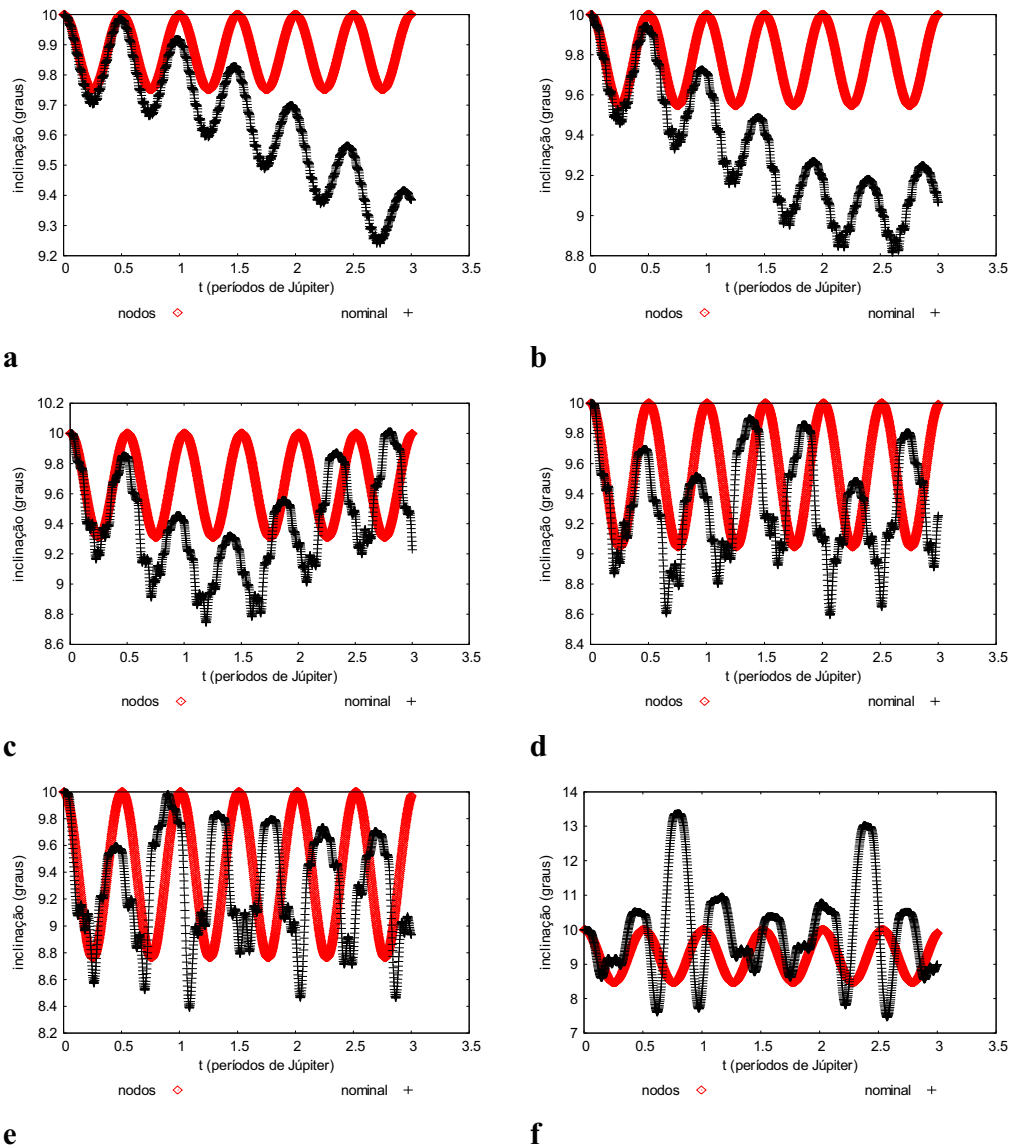 10
9.9
9.8
9.7
9.6
9.5
9.4
9.3
9.2
inclinação (graus)
0 0.5 1 1.5 2 2.5 3 3.5
t (períodos de Júpiter)
nodos nominal
a
10
9.8
9.6
9.4
9.2
9
8.8
inclinação (graus)
0 0.5 1 1.5 2 2.5 3 3.5
t (períodos de Júpiter)
nodos nominal
b
10.2
10
9.8
9.6
9.4
9.2
9
8.8
8.6
inclinação (graus)
0 0.5 1 1.5 2 2.5 3 3.5
t (períodos de Júpiter)
nodos nominal
c
10
9.8
9.6
9.4
9.2
9
8.8
8.6
8.4
inclinação (graus)
0 0.5 1 1.5 2 2.5 3 3.5
t (períodos de Júpiter)
nodos nominal
d
10
9.8
9.6
9.4
9.2
9
8.8
8.6
8.4
8.2
inclinação (graus)
0 0.5 1 1.5 2 2.5 3 3.5
t (períodos de Júpiter)
nodos nominal
e
14
13
12
11
10
9
8
7
inclinação (graus)
0 0.5 1 1.5 2 2.5 3 3.5
t (períodos de Júpiter)
nodos nominal
f